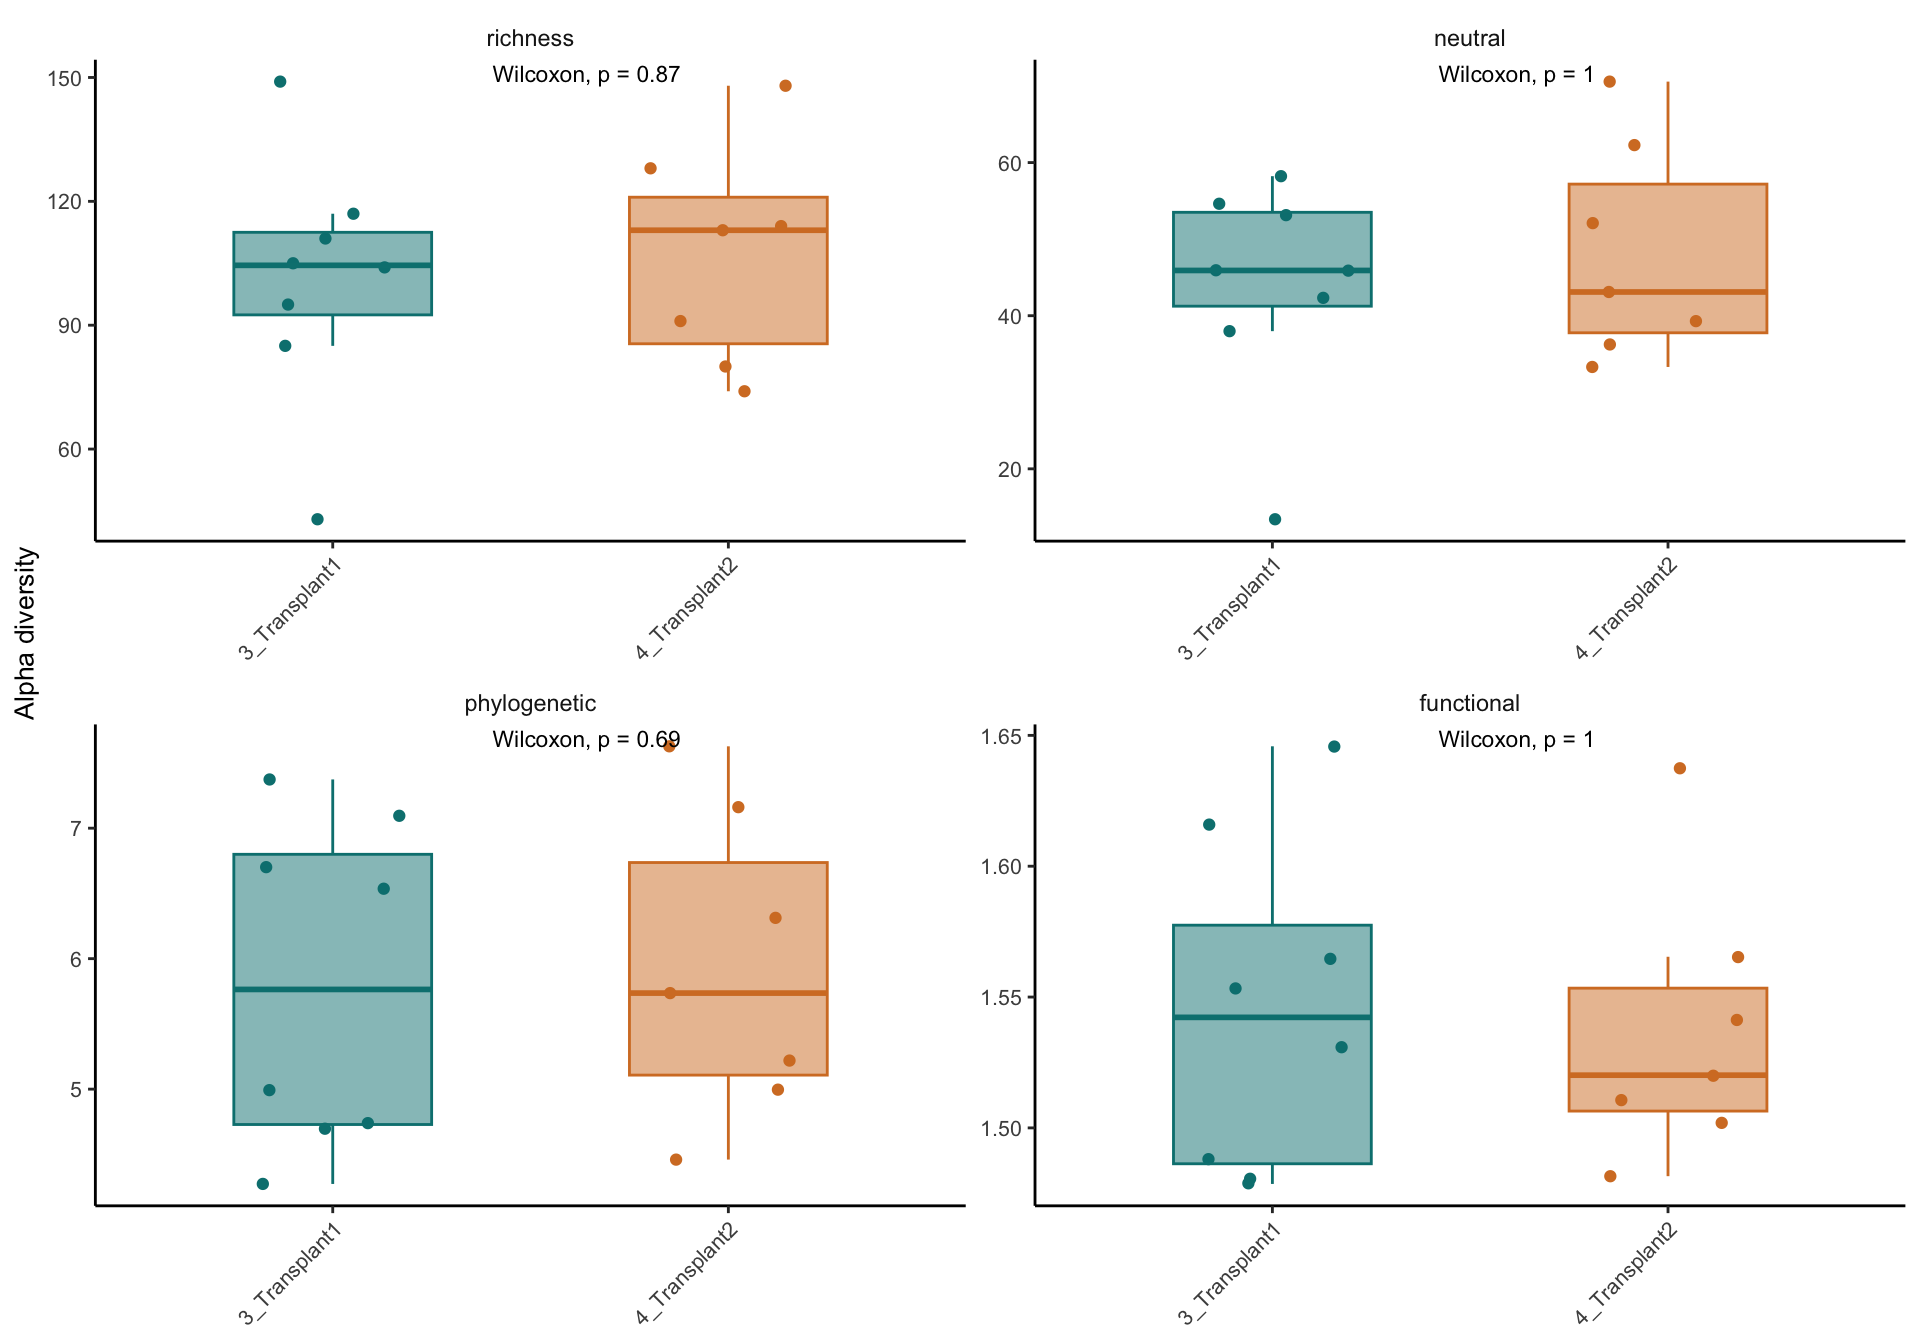 richness
Wilcoxon, p = 0.87
150
120
90
60
3_Transplant1
4_Transplant2
neutral
Wilcoxon, p = 1
60
40
20
3_Transplant1
4_Transplant2
Alpha diversity
phylogenetic
Wilcoxon, p = 0.69
7
6
5
3_Transplant1
4_Transplant2
functional
Wilcoxon, p = 1
1.65
1.60
1.55
1.50
3_Transplant1
4_Transplant2